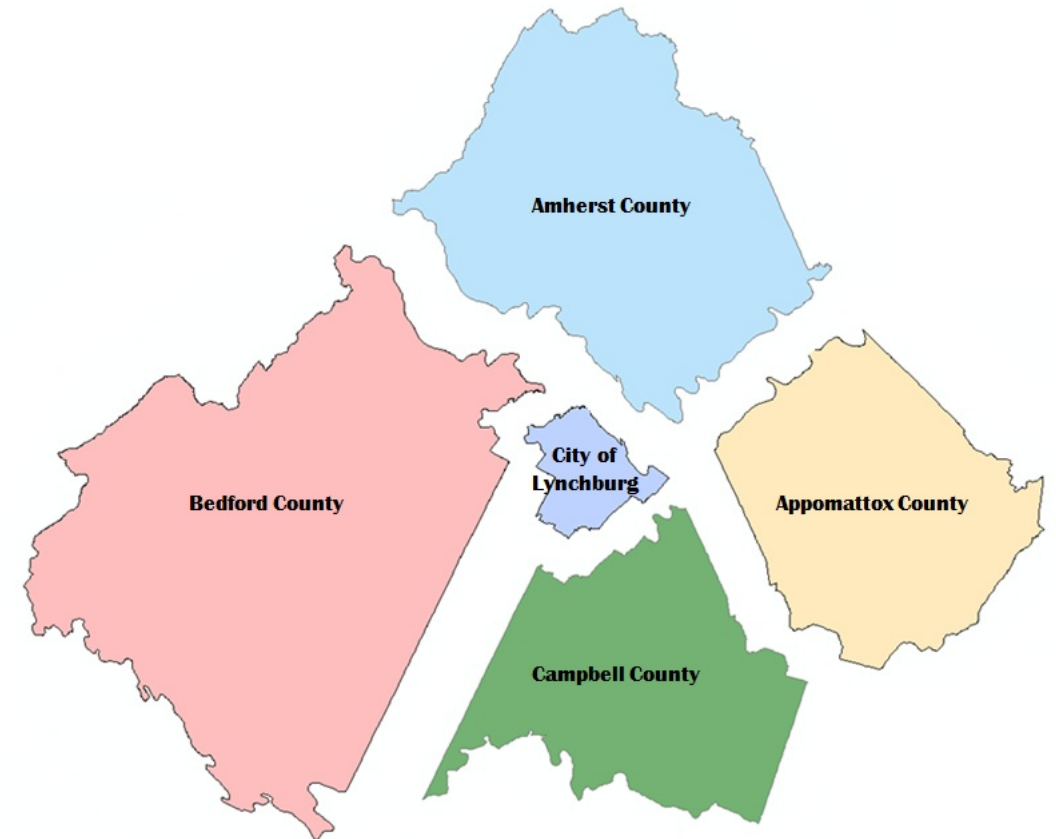 Amherst County
City of
Lynchburg
Bedford County
Appomattox County
Campbell County